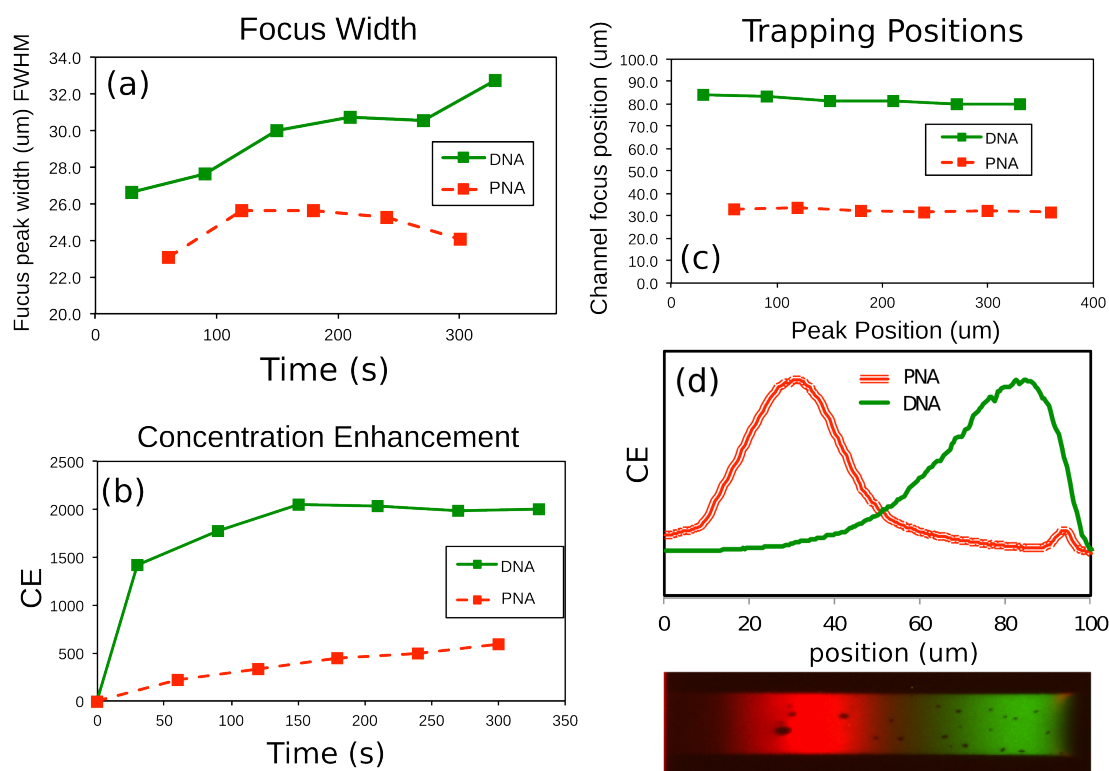 Focus Width
Fucus peak width (um) FWHM
34.0
32.0
30.0
28.0
26.0
24.0
22.0
20.0
(a)
DNA
PNA
0 100 200 300
Time (s)
Trapping Positions
Channel focus position (um)
100.0
90.0
80.0
70.0
60.0
50.0
40.0
30.0
20.0
10.0
0.0
DNA
PNA
(c)
0 100 200 300 400
Peak Position (um)
Concentration Enhancement
CE
2500
2000
1500
1000
500
0
(b)
DNA
PNA
0 50 100 150 200 250 300 350
Time (s)
(d)
PNA
DNA
CE
0 20 40 60 80 100
position (um)